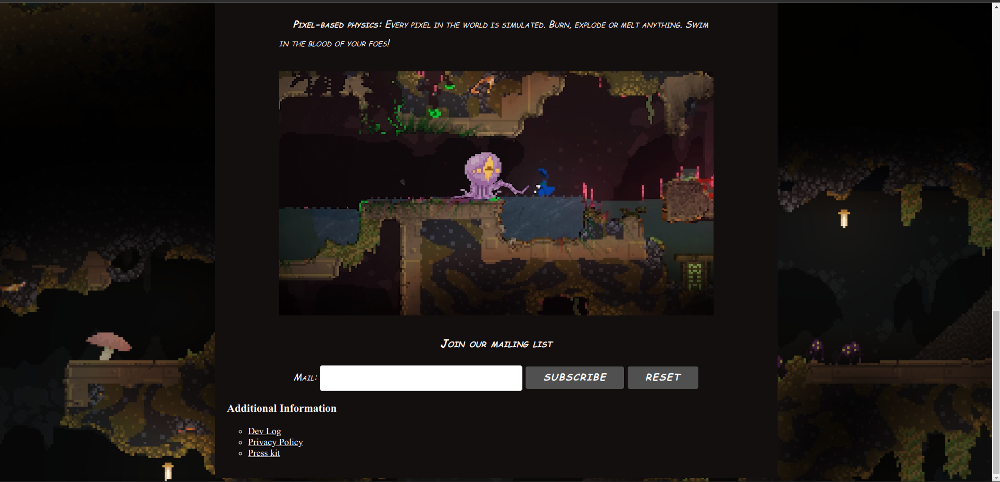 Pixel-based physics: Every pixel in the world is simulated. Burn, explode or melt anything. Swim
in the blood of your foes!
Join our mailing list
Mail: SUBSCRIBE RESET
Additional Information
Dev Log
Privacy Policy
Press kit